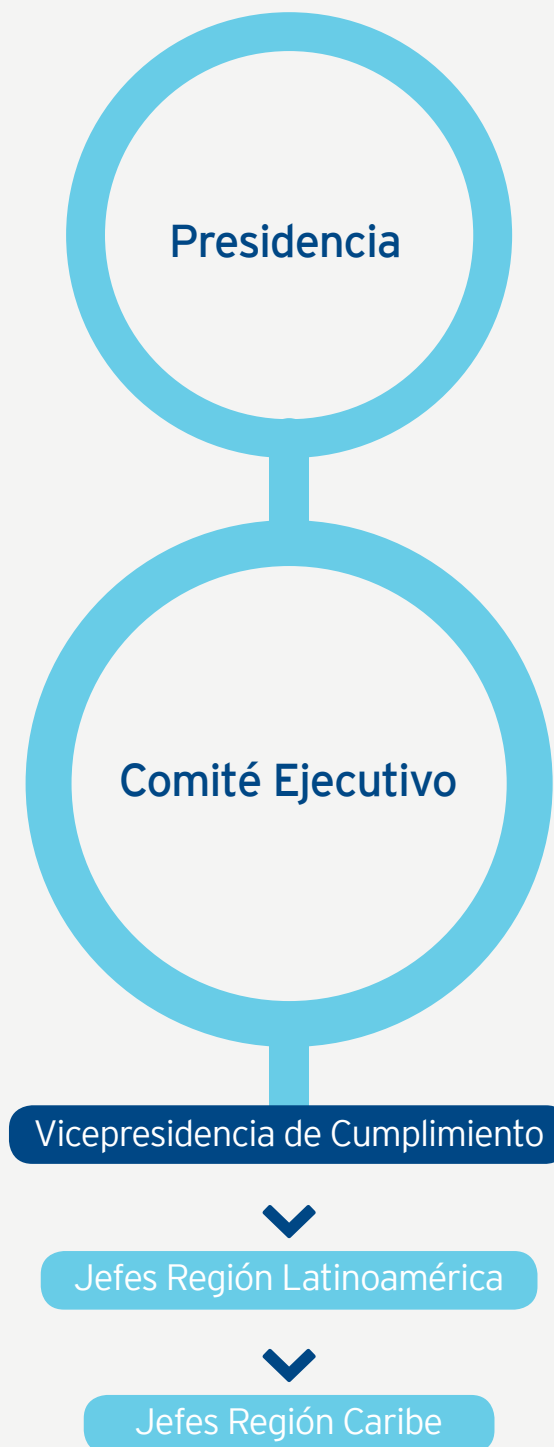 Presidencia
Comité Ejecutivo
Vicepresidencia de Cumplimiento
Jefes Región Latinoamérica
Jefes Región Caribe